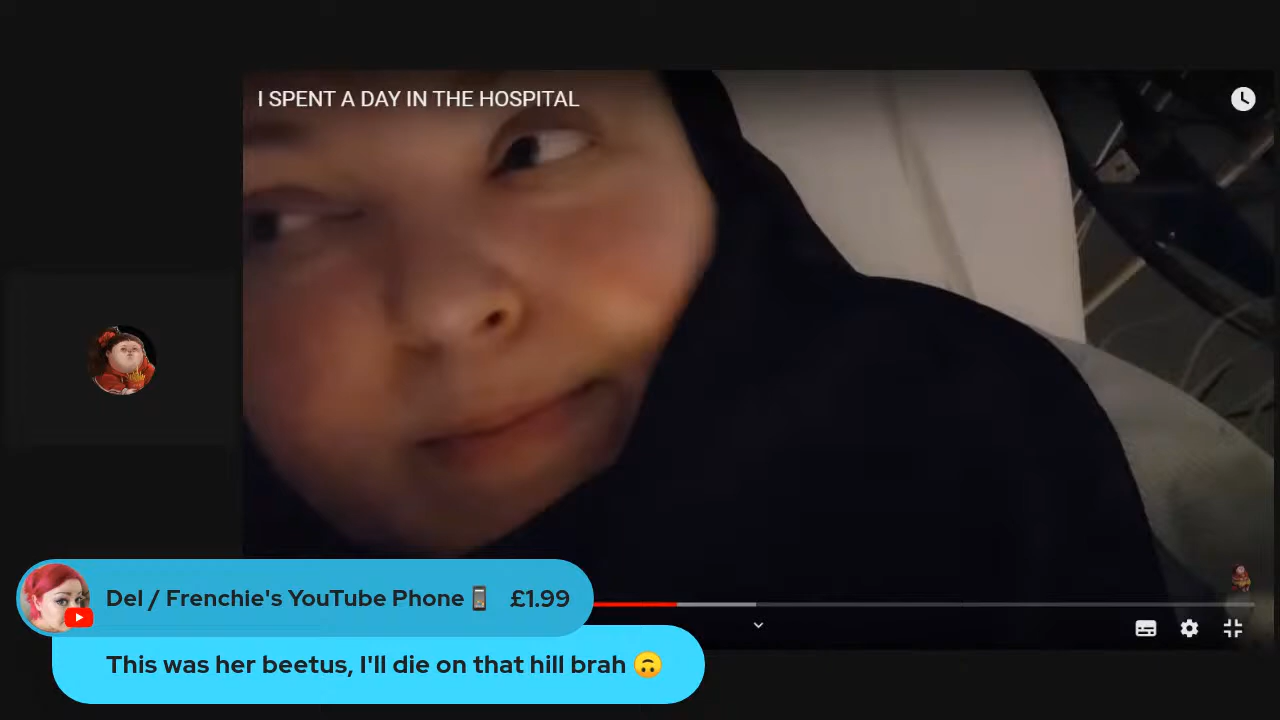 I SPENT A DAY IN THE HOSPITAL
Del / Frenchie's YouTube Phone📱 £1.99
This was her beetus, I'll die on that hill brah 🙃